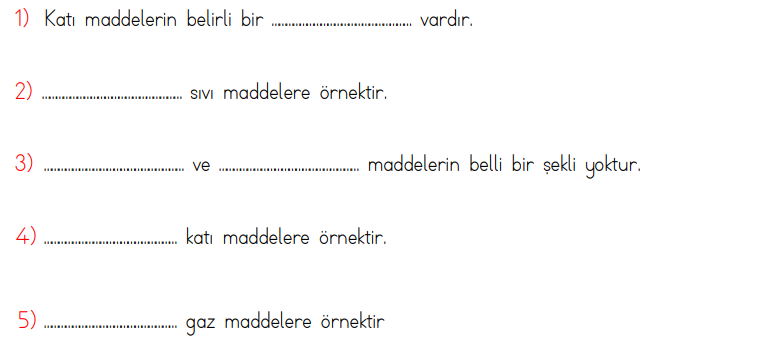 1) Katı maddelerin belirli bir .......................................... vardır.
2) .......................................... sıvı maddelere örnektir.
3) .......................................... ve .......................................... maddelerin belli bir şekli yoktur.
4) ........................................ katı maddelere örnektir.
5) ........................................ gaz maddelere örnektir